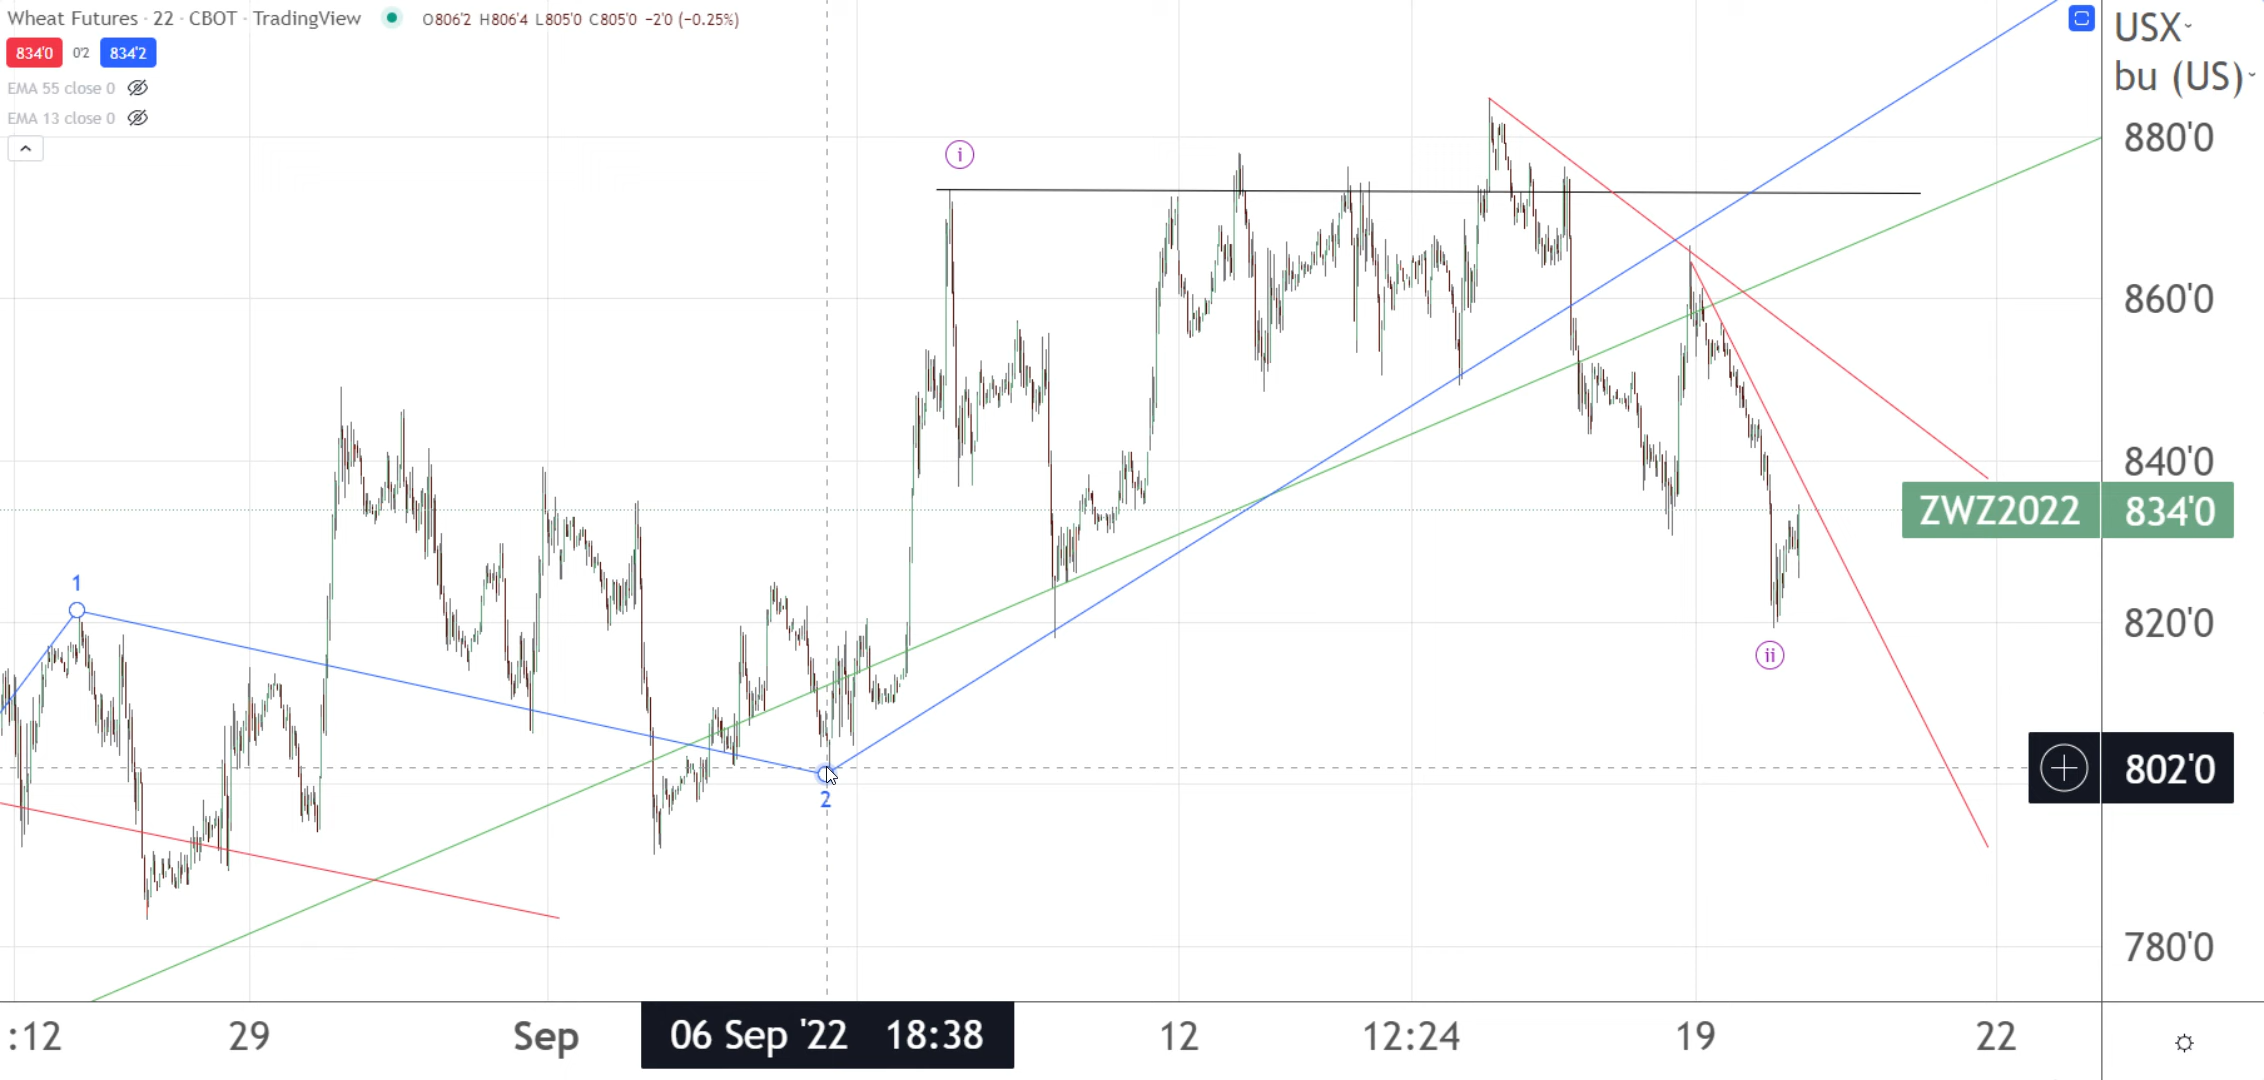 Wheat Futures · 22 · CBOT · TradingView O806'2 H806'4 L805'0 C805'0 −2'0 (−0.25%)
834'0 0'2 834'2
EMA 55 close 0
EMA 13 close 0
USX
bu (US)
i
880'0
860'0
840'0
ZWZ2022 834'0
1
820'0
ii
802'0
2
780'0
:12 29 Sep 06 Sep '22 18:38 12 12:24 19 22